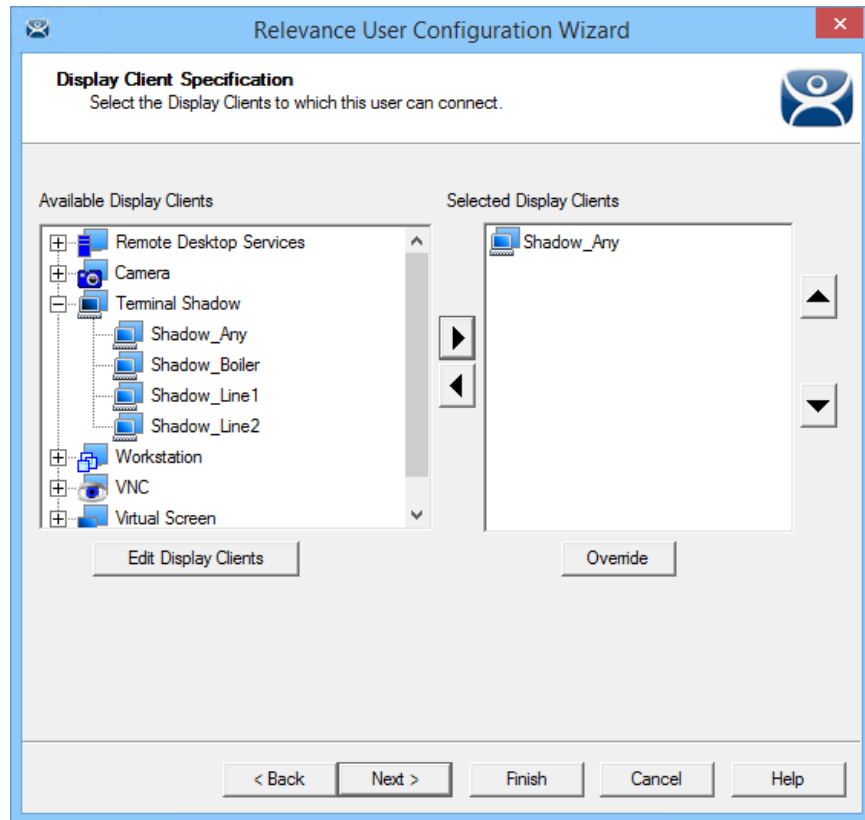 Relevance User Configuration Wizard
Display Client Specification
Select the Display Clients to which this user can connect.
Available Display Clients
Selected Display Clients
Remote Desktop Services
Camera
Terminal Shadow
Shadow_Any
Shadow_Boiler
Shadow_Line1
Shadow_Line2
Workstation
VNC
Virtual Screen
Shadow_Any
Edit Display Clients
Override
< Back
Next >
Finish
Cancel
Help